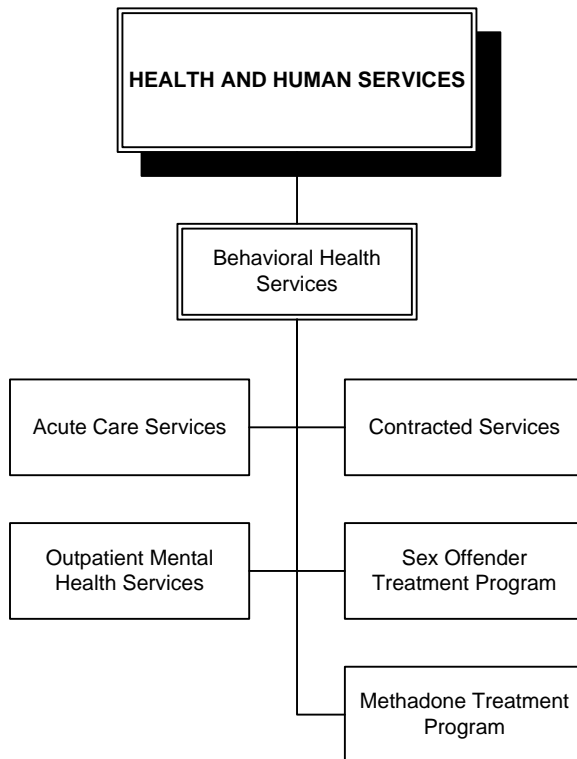 HEALTH AND HUMAN SERVICES
Behavioral Health
Services
Acute Care Services
Contracted Services
Outpatient Mental
Health Services
Sex Offender
Treatment Program
Methadone Treatment
Program